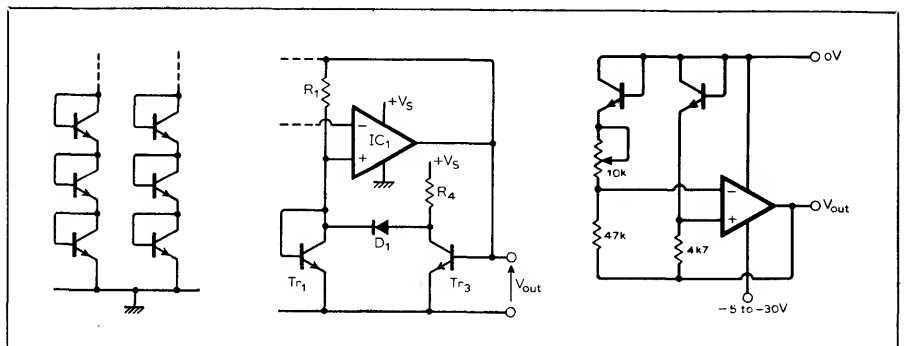 R1
+VS
IC1
−
+
+VS
R4
D1
Tr1
Tr3
Vout
0V
10k
47k
4k7
−
+
Vout
−5 to −30V